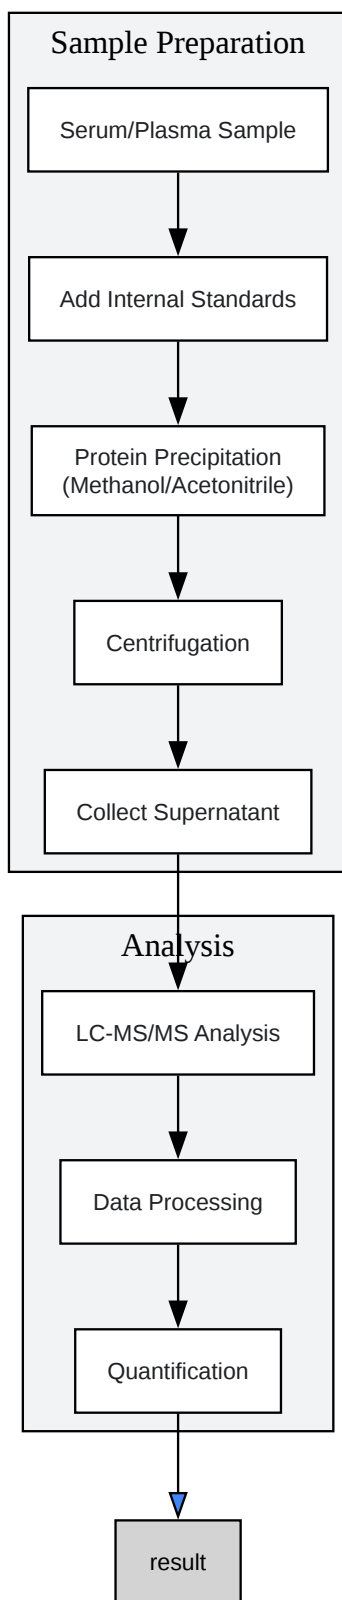 Sample Preparation
Serum/Plasma Sample
Add Internal Standards
Protein Precipitation
(Methanol/Acetonitrile)
Centrifugation
Collect Supernatant
Analysis
LC-MS/MS Analysis
Data Processing
Quantification
result